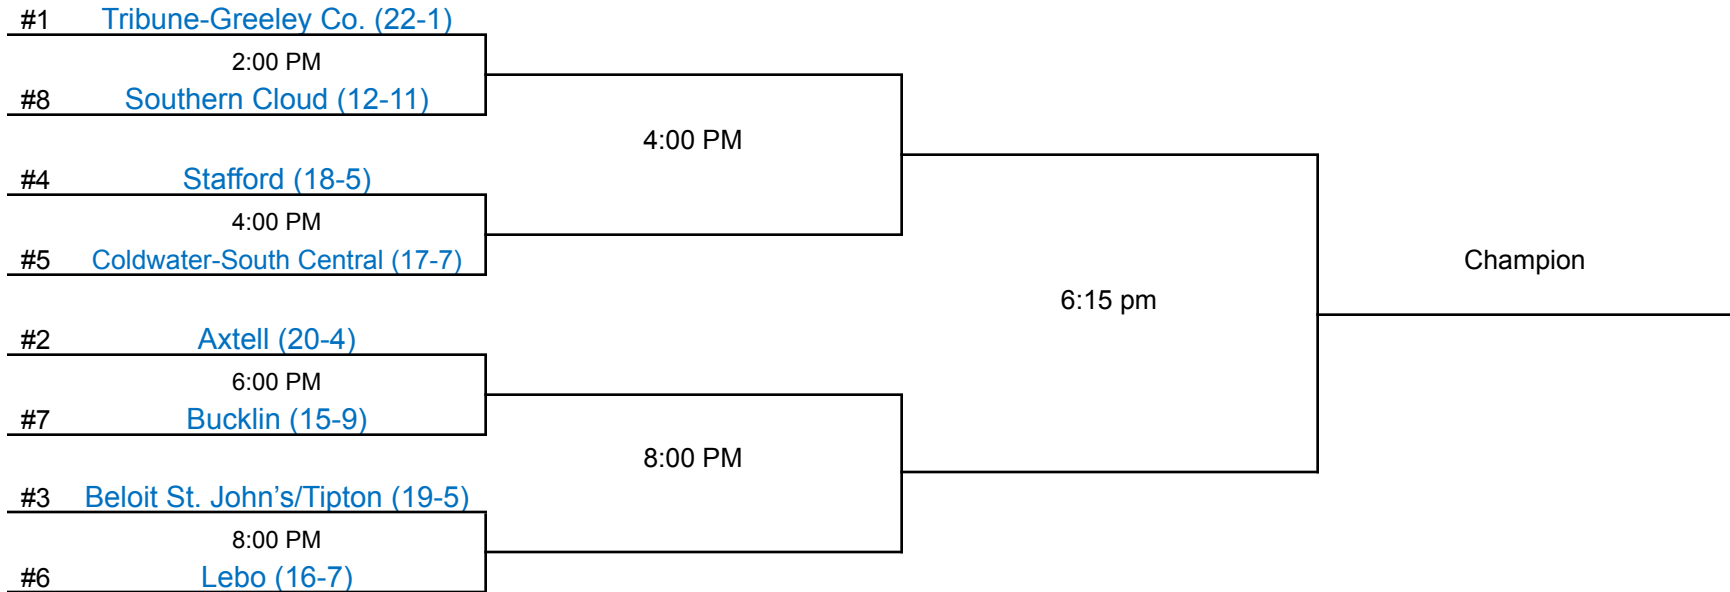 #1 Tribune-Greeley Co. (22-1)
2:00 PM
#8 Southern Cloud (12-11)
4:00 PM
#4 Stafford (18-5)
4:00 PM
#5 Coldwater-South Central (17-7)
Champion
6:15 pm
#2 Axtell (20-4)
6:00 PM
#7 Bucklin (15-9)
8:00 PM
#3 Beloit St. John’s/Tipton (19-5)
8:00 PM
#6 Lebo (16-7)